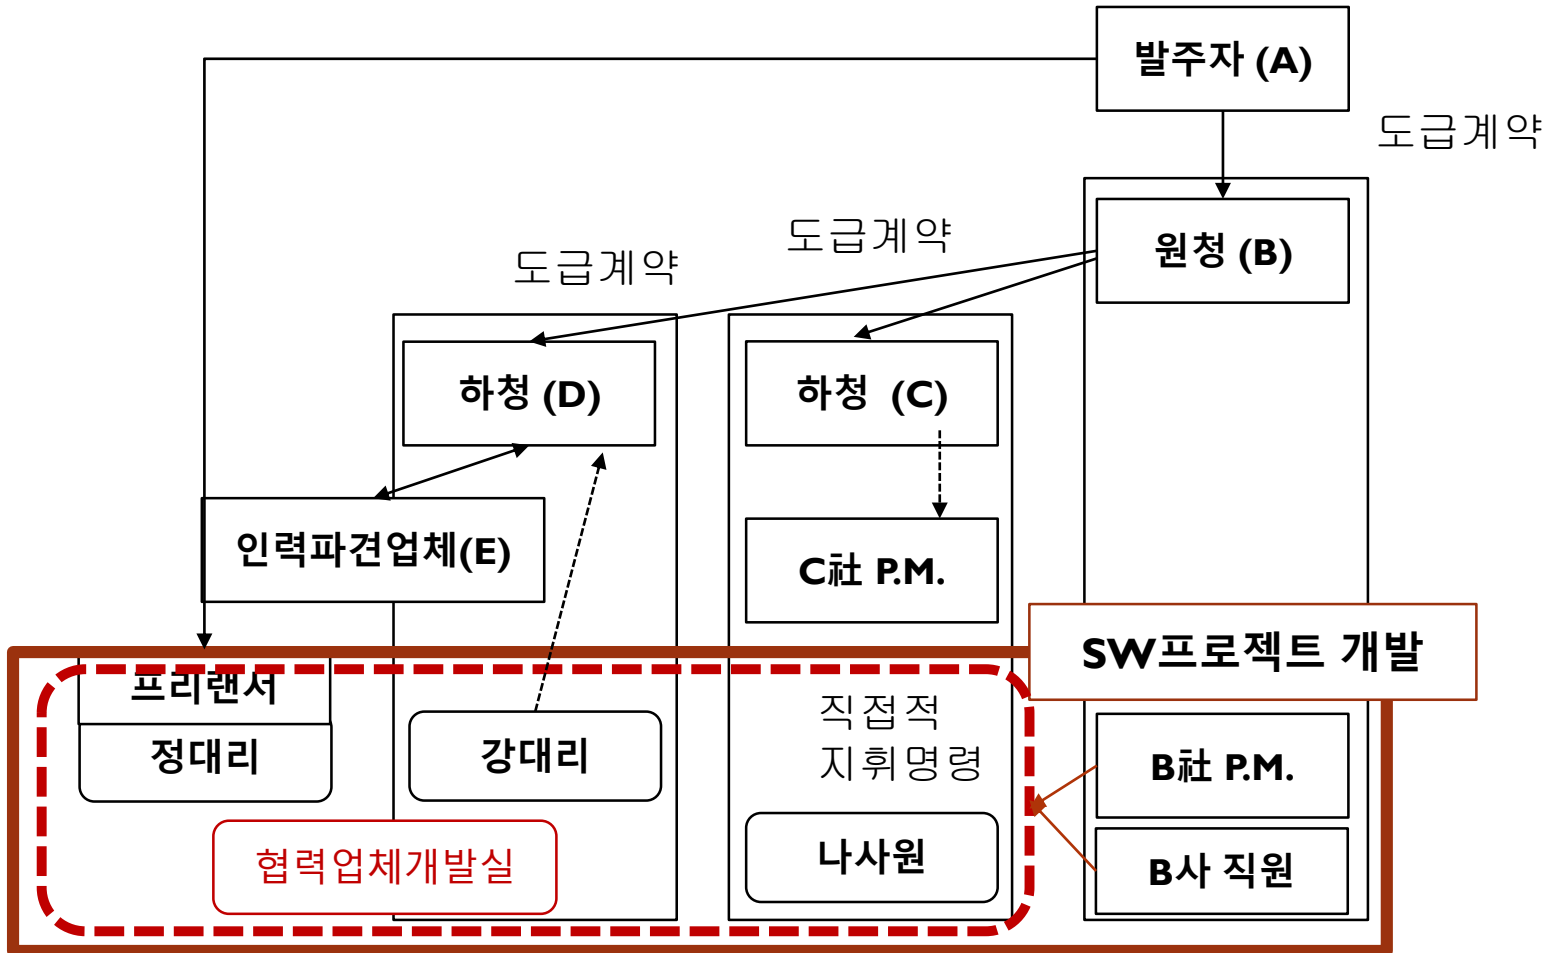 발주자 (A)
도급계약
원청 (B)
도급계약
도급계약
하청 (D)
하청 (C)
인력파견업체(E)
C社 P.M.
SW프로젝트 개발
프리랜서
정대리
강대리
직접적
지휘명령
B社 P.M.
협력업체개발실
나사원
B사 직원